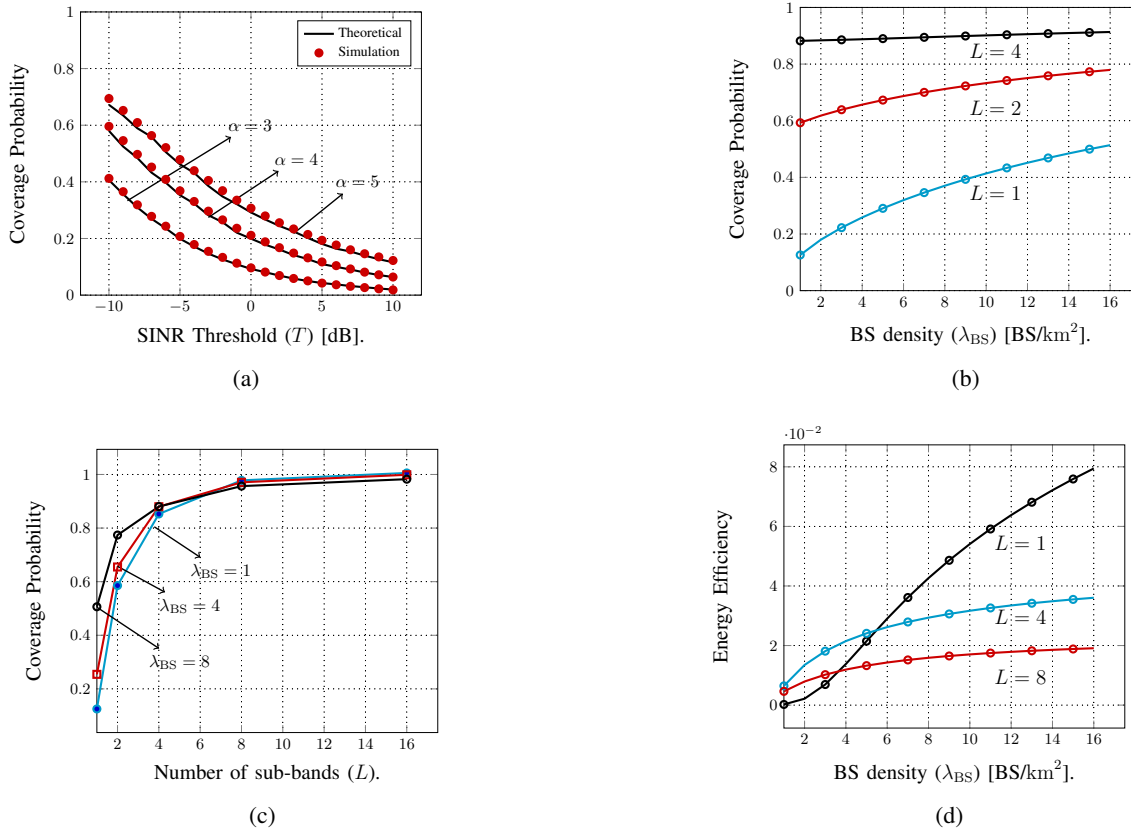 1
0.8
0.6
0.4
0.2
0
−10
−5
0
5
10
Coverage Probability
SINR Threshold (T) [dB].
Theoretical
Simulation
α = 3
α = 4
α = 5
(a)
1
0.8
0.6
0.4
0.2
0
2
4
6
8
10
12
14
16
Coverage Probability
BS density (λBS) [BS/km²].
L = 4
L = 2
L = 1
(b)
1
0.8
0.6
0.4
0.2
2
4
6
8
10
12
14
16
Coverage Probability
Number of sub-bands (L).
λBS = 1
λBS = 4
λBS = 8
(c)
·10−2
8
6
4
2
0
2
4
6
8
10
12
14
16
Energy Efficiency
BS density (λBS) [BS/km²].
L = 1
L = 4
L = 8
(d)